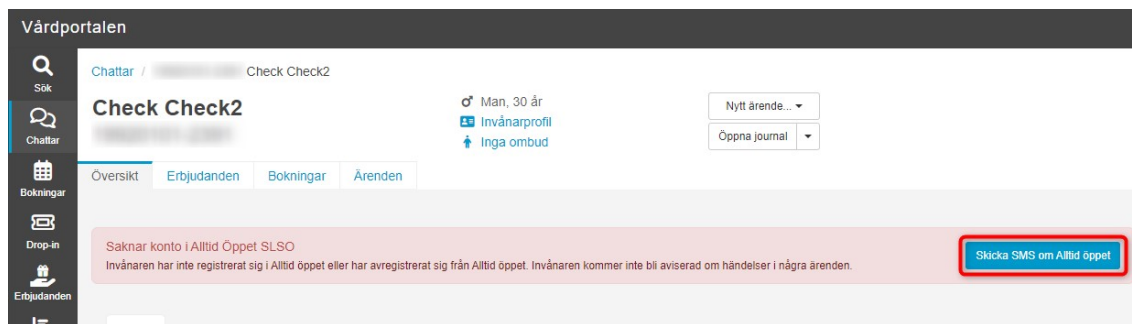 Vårdportalen
Sök
Chattar
Bokningar
Drop-in
Erbjudanden
Chattar / Check Check2
Check Check2
Man, 30 år
Invånarprofil
Inga ombud
Nytt ärende...
Öppna journal
Översikt Erbjudanden Bokningar Ärenden
Saknar konto i Alltid Öppet SLSO
Invånaren har inte registrerat sig i Alltid öppet eller har avregistrerat sig från Alltid öppet. Invånaren kommer inte bli aviserad om händelser i några ärenden.
Skicka SMS om Alltid öppet